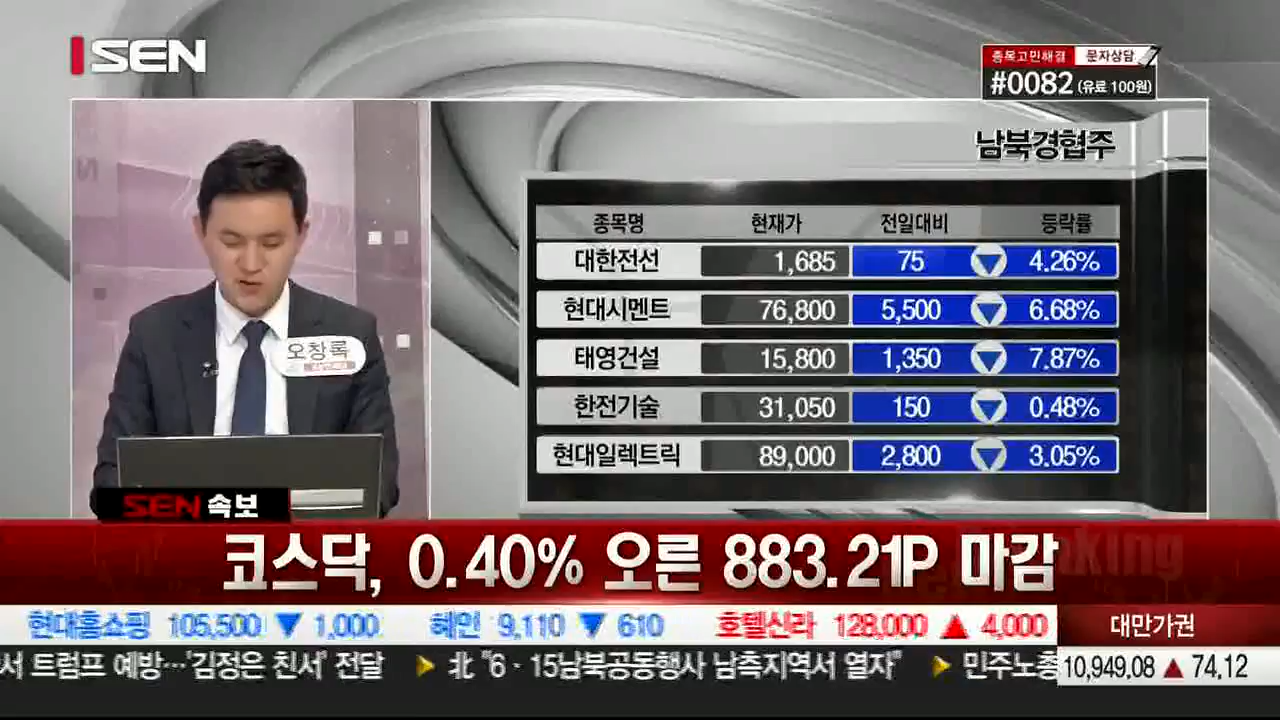 SEN
종목고민해결 문자상담
#0082 (유료 100원)
남북경협주
종목명 현재가 전일대비 등락률
대한전선 1,685 75 ▼ 4.26%
현대시멘트 76,800 5,500 ▼ 6.68%
태영건설 15,800 1,350 ▼ 7.87%
한전기술 31,050 150 ▼ 0.48%
현대일렉트릭 89,000 2,800 ▼ 3.05%
오창록
SEN 속보
코스닥, 0.40% 오른 883.21P 마감
현대홈쇼핑 105,500 ▼ 1,000 혜인 9,110 ▼ 610 호텔신라 128,000 ▲ 4,000 대만가권
서 트럼프 예방…'김정은 친서' 전달 ▶ 北 "6·15남북공동행사 남측지역서 열자" ▶ 민주노총 10,949.08 ▲ 74.12